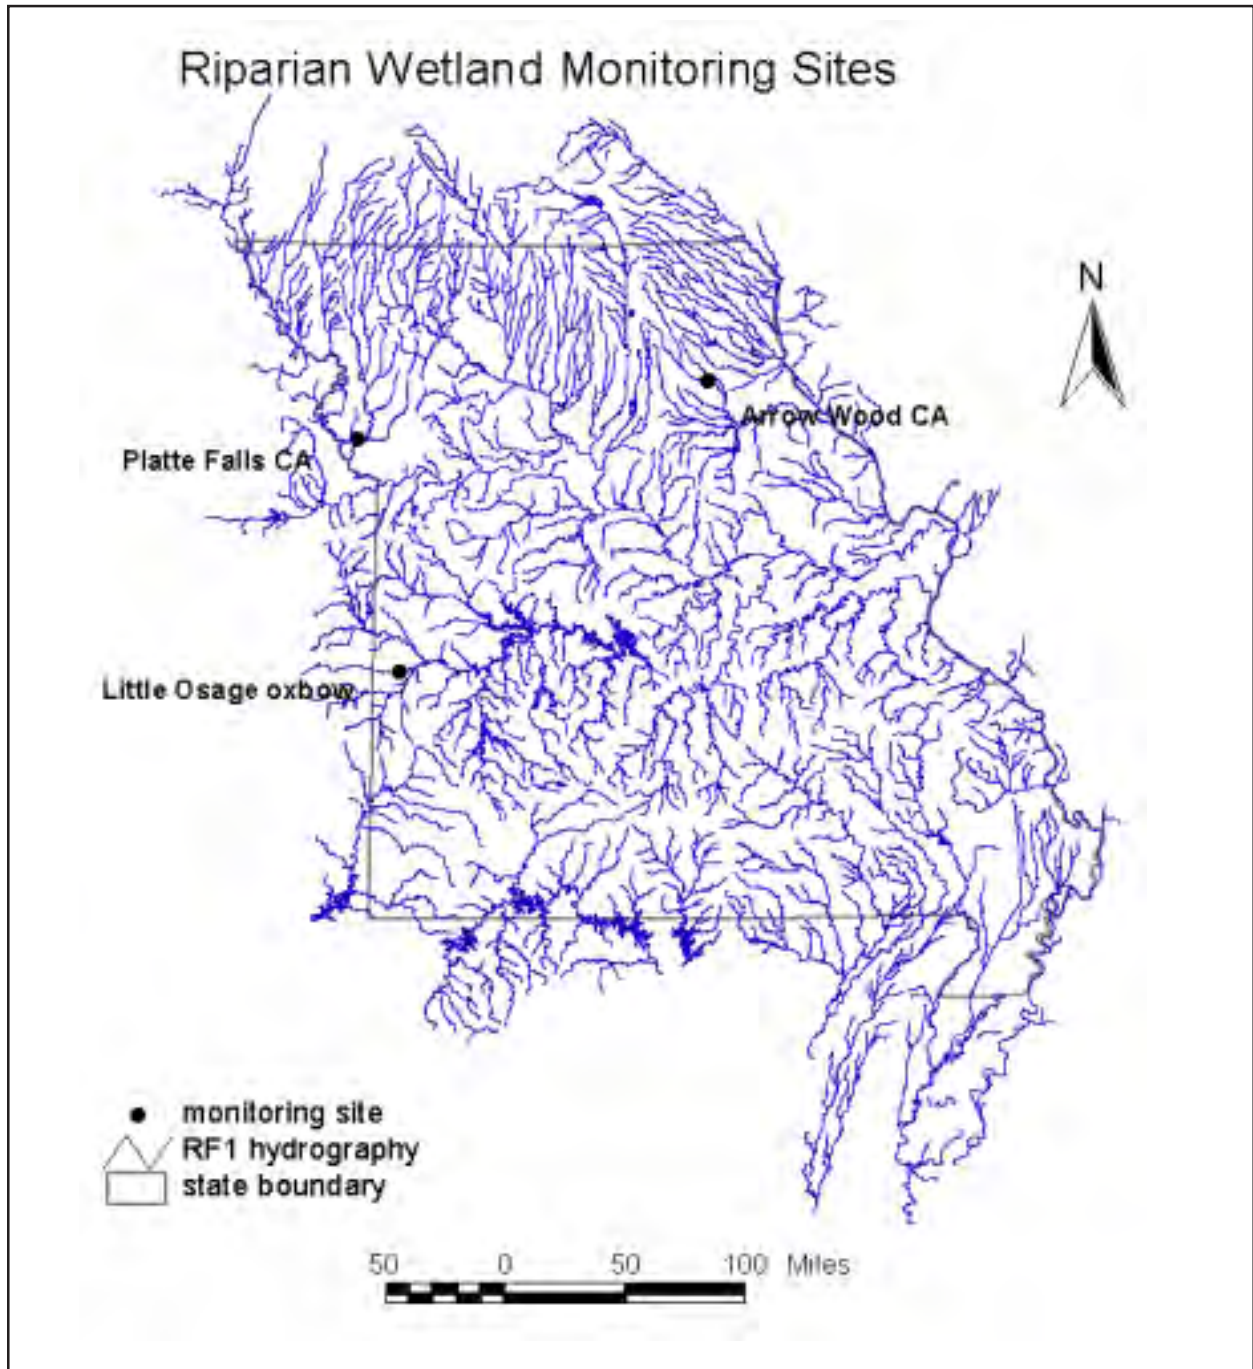 Riparian Wetland Monitoring Sites
N
Arrow Wood CA
Platte Falls CA
Little Osage oxbow
monitoring site
RF1 hydrography
state boundary
50 0 50 100 Miles